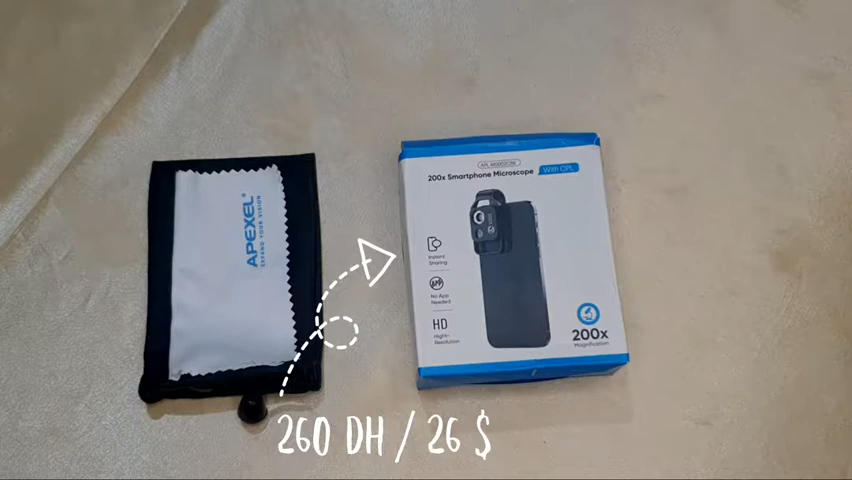 APEXEL®
EXPAND YOUR VISION
200x Smartphone Microscope
With CPL
Instant
Sharing
APP
No App
Needed
HD
High-
Resolution
200x
Magnification
260 DH / 26 $